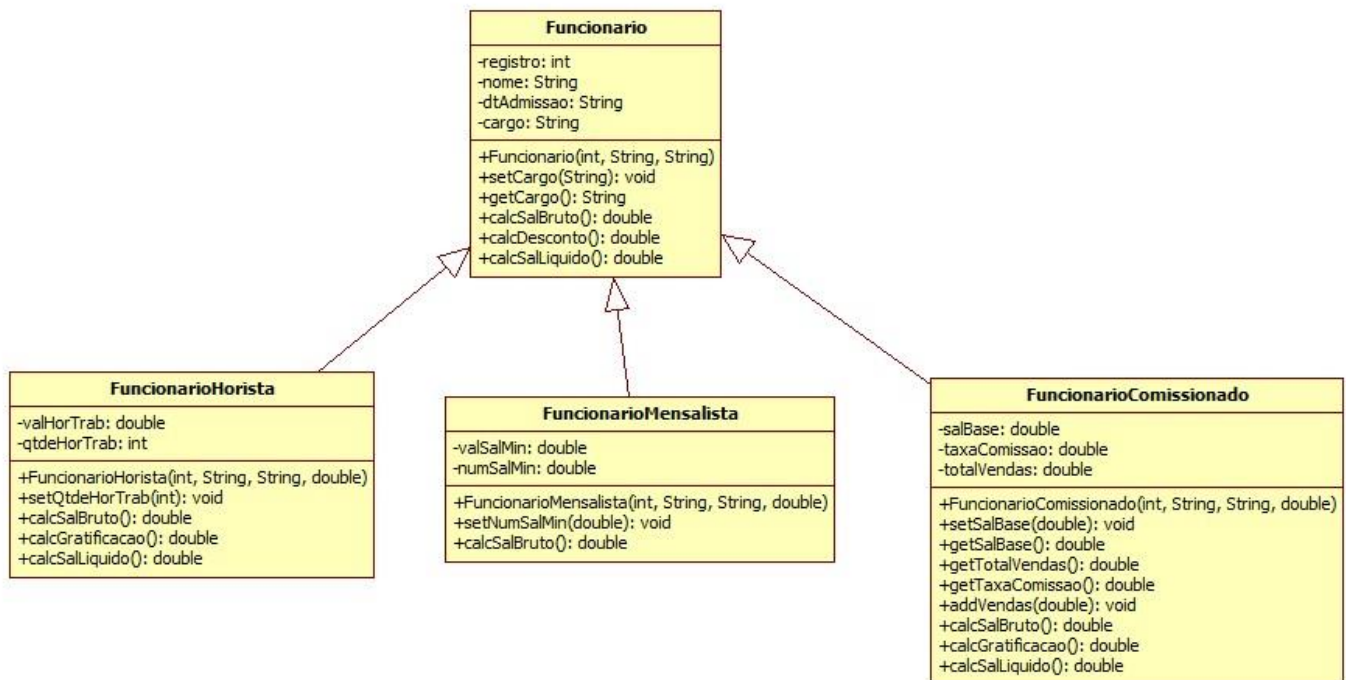 Funcionario
-registro: int
-nome: String
-dtAdmissao: String
-cargo: String
+Funcionario(int, String, String)
+setCargo(String): void
+getCargo(): String
+calcSalBruto(): double
+calcDesconto(): double
+calcSalLiquido(): double
FuncionarioHorista
-valHorTrab: double
-qtdeHorTrab: int
+FuncionarioHorista(int, String, String, double)
+setQtdeHorTrab(int): void
+calcSalBruto(): double
+calcGratificacao(): double
+calcSalLiquido(): double
FuncionarioMensalista
-valSalMin: double
-numSalMin: double
+FuncionarioMensalista(int, String, String, double)
+setNumSalMin(double): void
+calcSalBruto(): double
FuncionarioComissionado
-salBase: double
-taxaComissao: double
-totalVendas: double
+FuncionarioComissionado(int, String, String, double)
+setSalBase(double): void
+getSalBase(): double
+getTotalVendas(): double
+getTaxaComissao(): double
+addVendas(double): void
+calcSalBruto(): double
+calcGratificacao(): double
+calcSalLiquido(): double